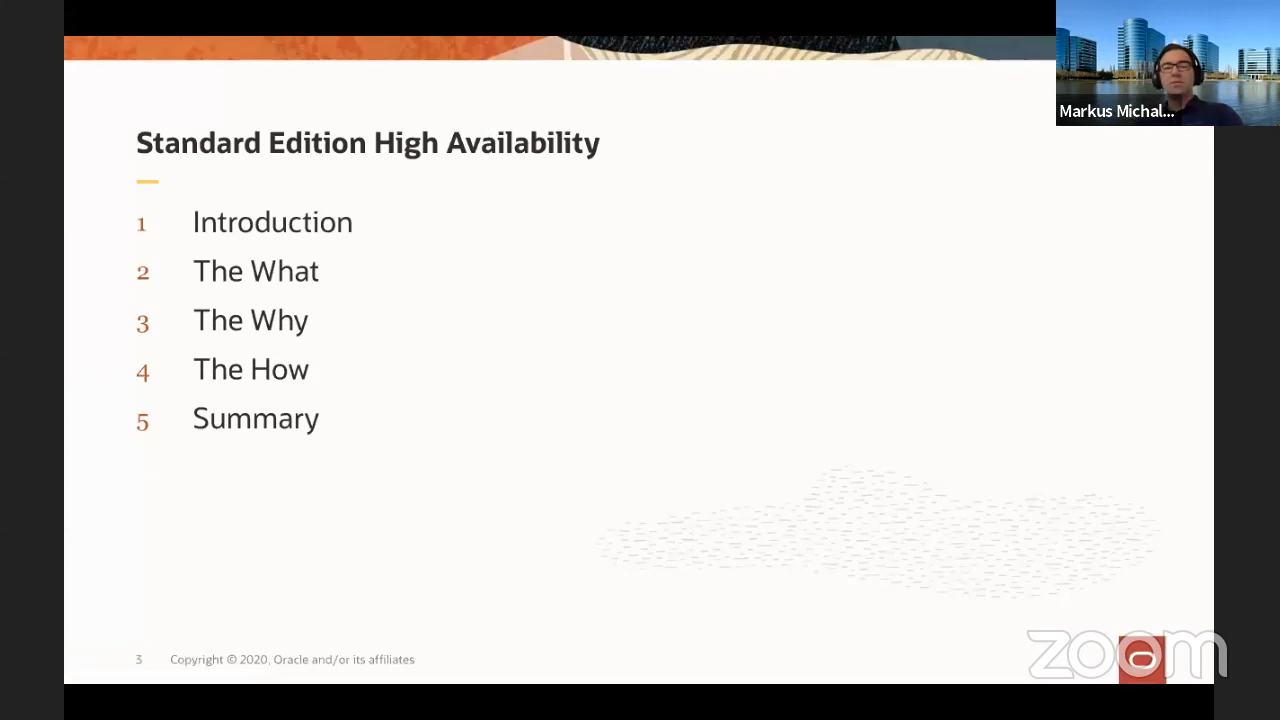 Standard Edition High Availability
1 Introduction
2 The What
3 The Why
4 The How
5 Summary
3 Copyright © 2020, Oracle and/or its affiliates
Markus Michal...
zoom